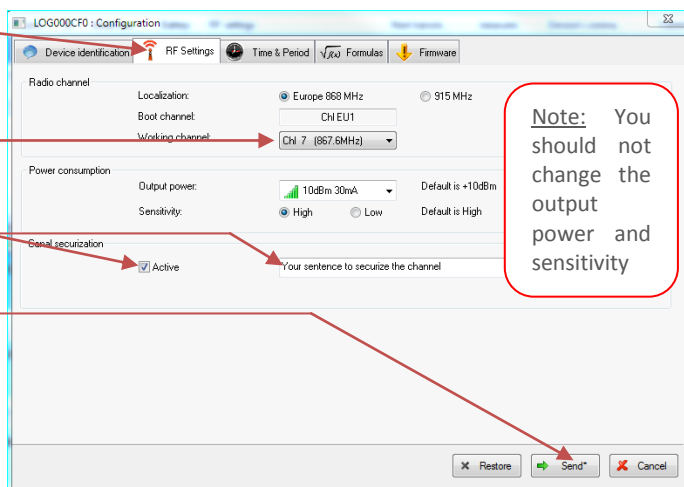 LOG000CF0 : Configuration
Device identification RF Settings Time & Period √f(x) Formulas Firmware
Radio channel
Localization: Europe 868 MHz 915 MHz
Boot channel: Chl EU1
Working channel: Chl 7 (867.6MHz)
Power consumption
Output power: 10dBm 30mA Default is +10dBm
Sensitivity: High Low Default is High
Canal securization
Active Your sentence to securize the channel
Note: You
should not
change the
output
power and
sensitivity
Restore Send* Cancel